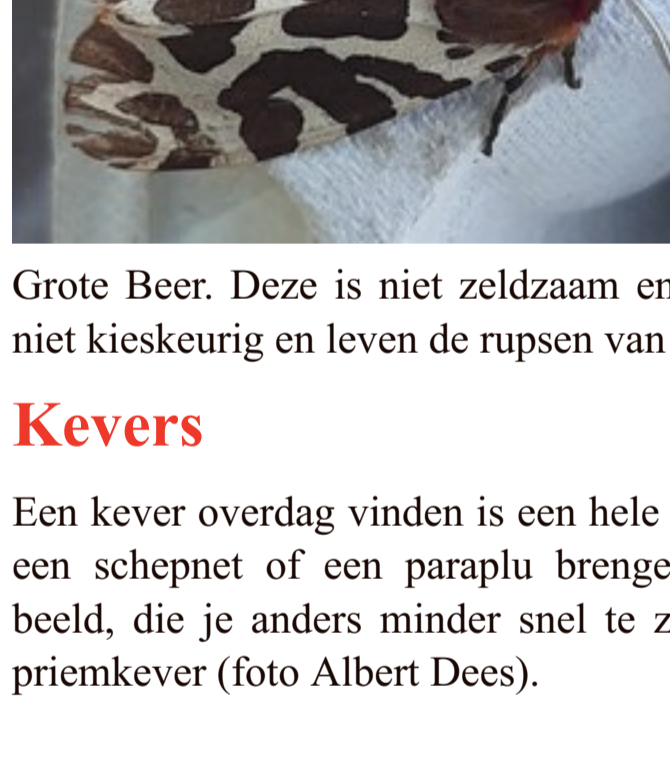 Grote Beer. Deze is niet zeldzaam en
niet kieskeurig en leven de rupsen van
Kevers
Een kever overdag vinden is een hele
een schepnet of een paraplu brenge
beeld, die je anders minder snel te z
priemkever (foto Albert Dees).